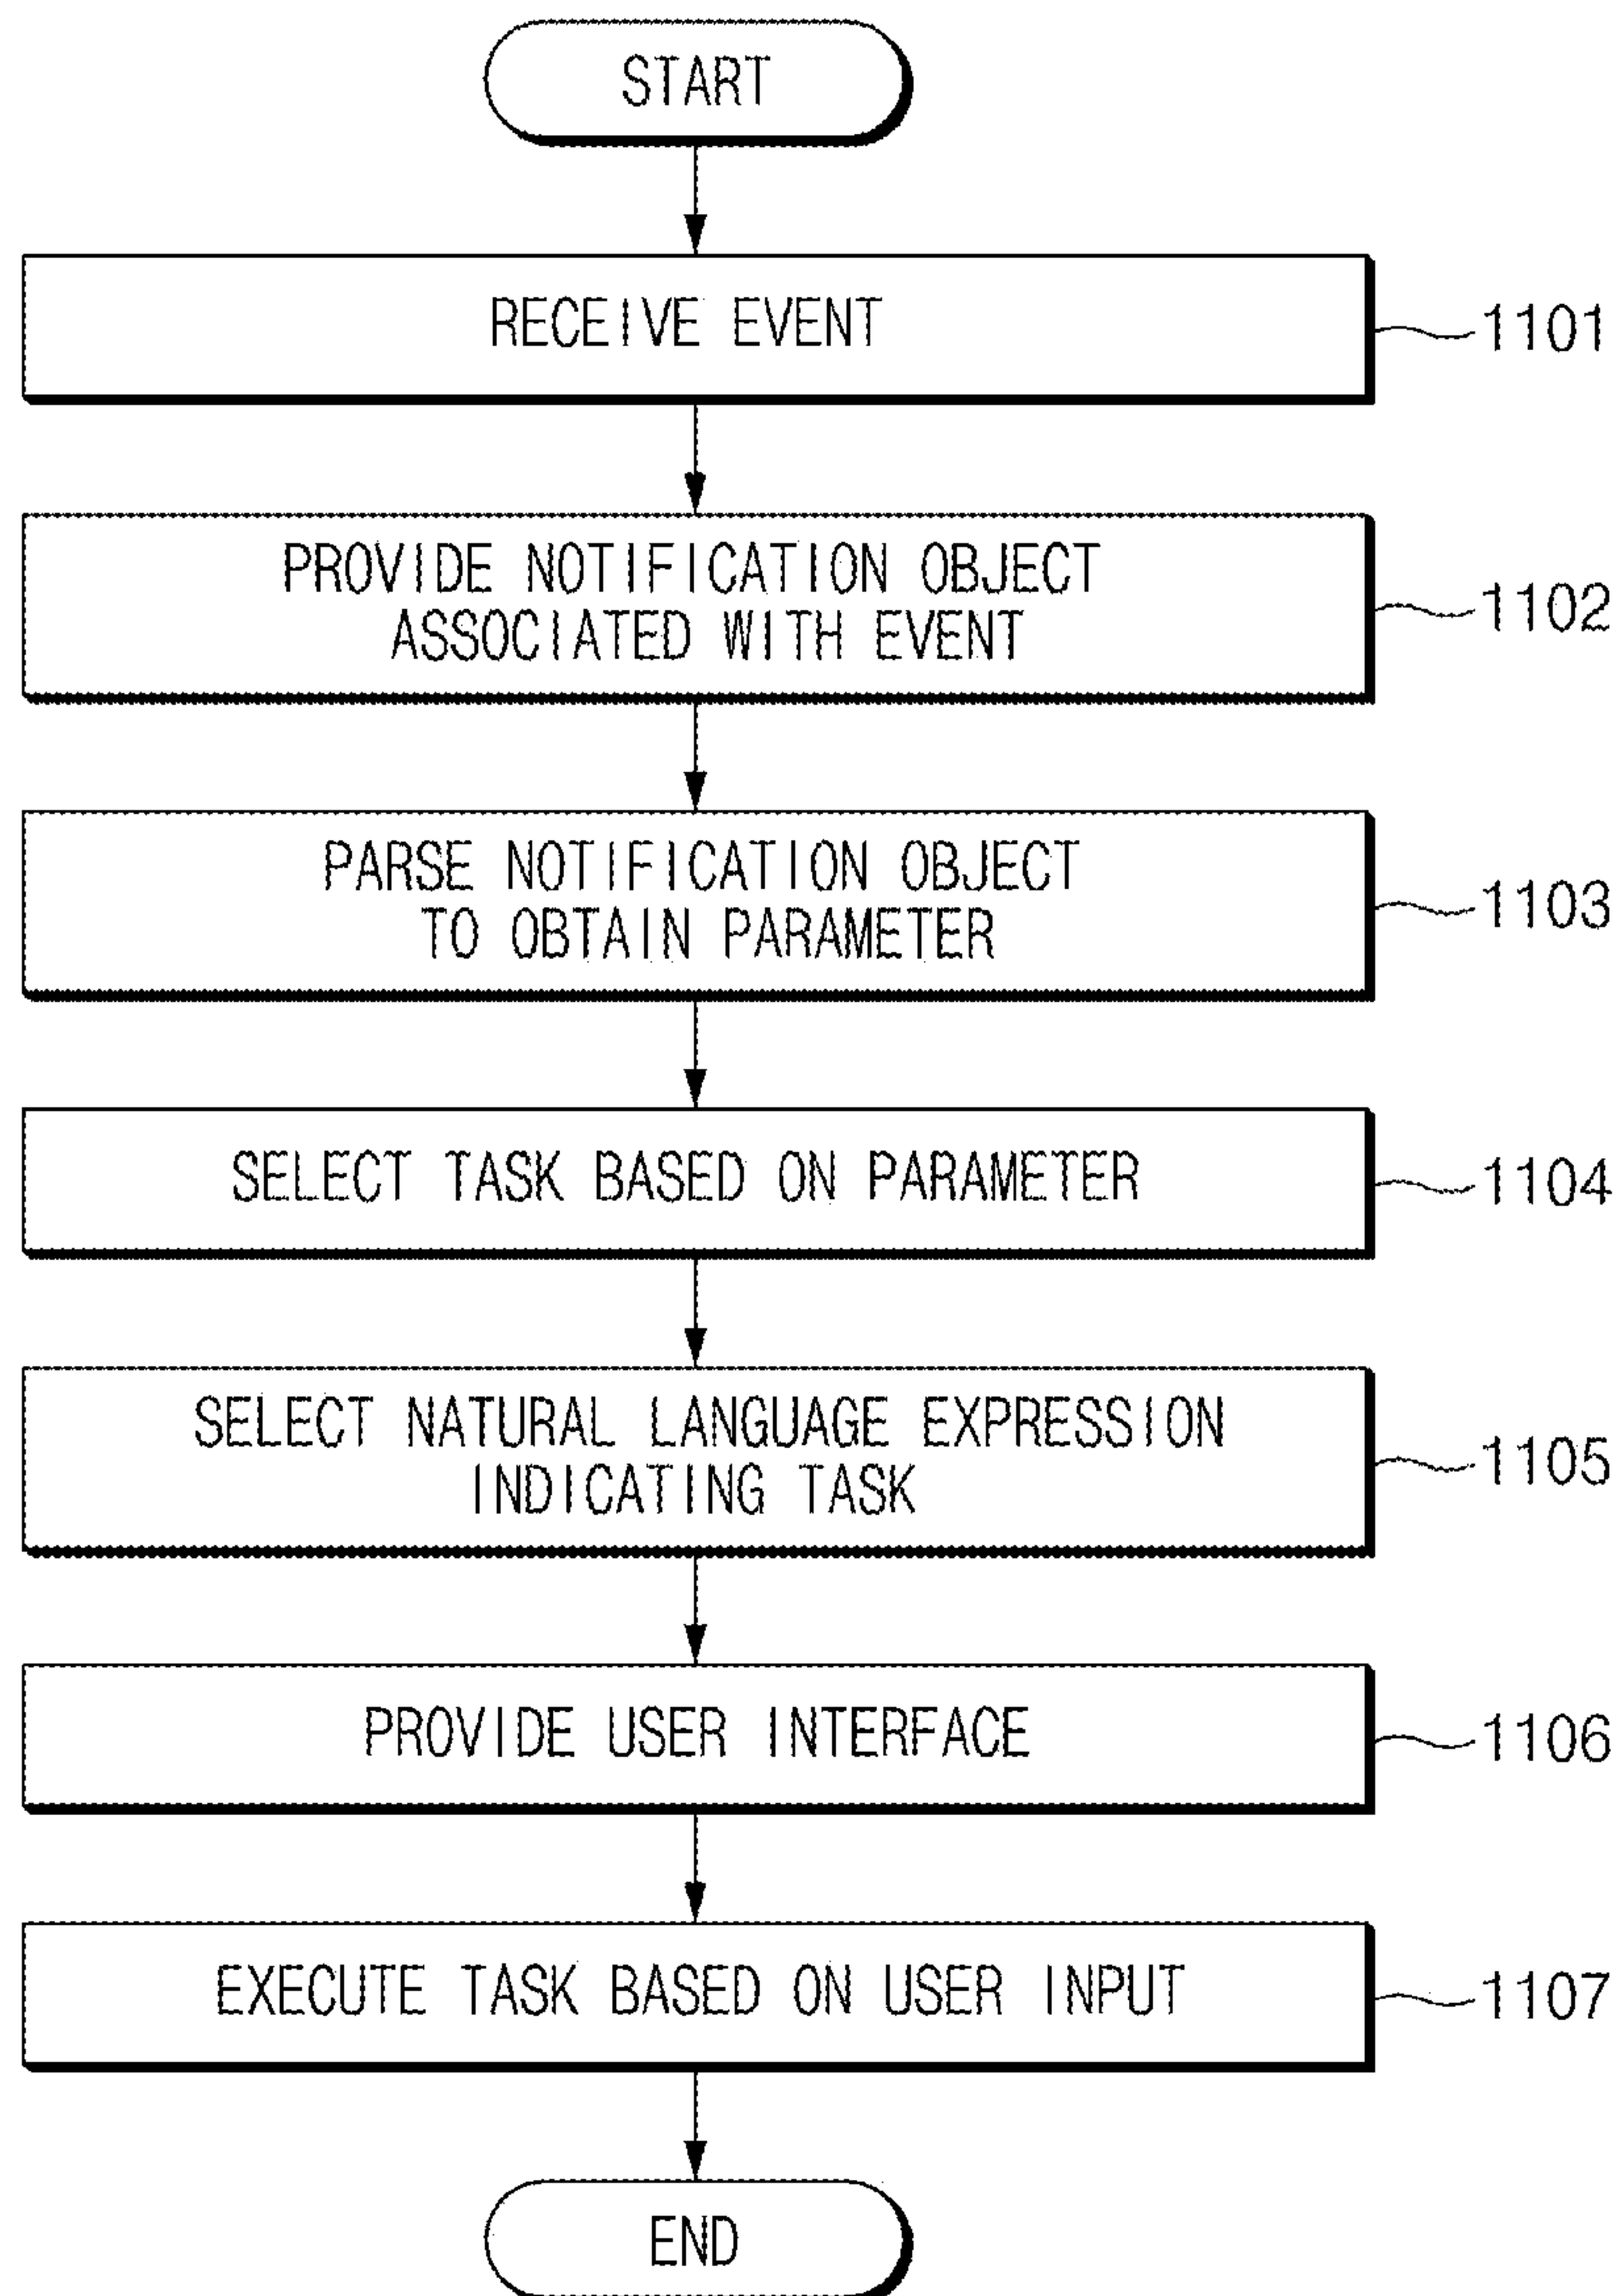 START
RECEIVE EVENT
1101
PROVIDE NOTIFICATION OBJECT
ASSOCIATED WITH EVENT
1102
PARSE NOTIFICATION OBJECT
TO OBTAIN PARAMETER
1103
SELECT TASK BASED ON PARAMETER
1104
SELECT NATURAL LANGUAGE EXPRESSION
INDICATING TASK
1105
PROVIDE USER INTERFACE
1106
EXECUTE TASK BASED ON USER INPUT
1107
END